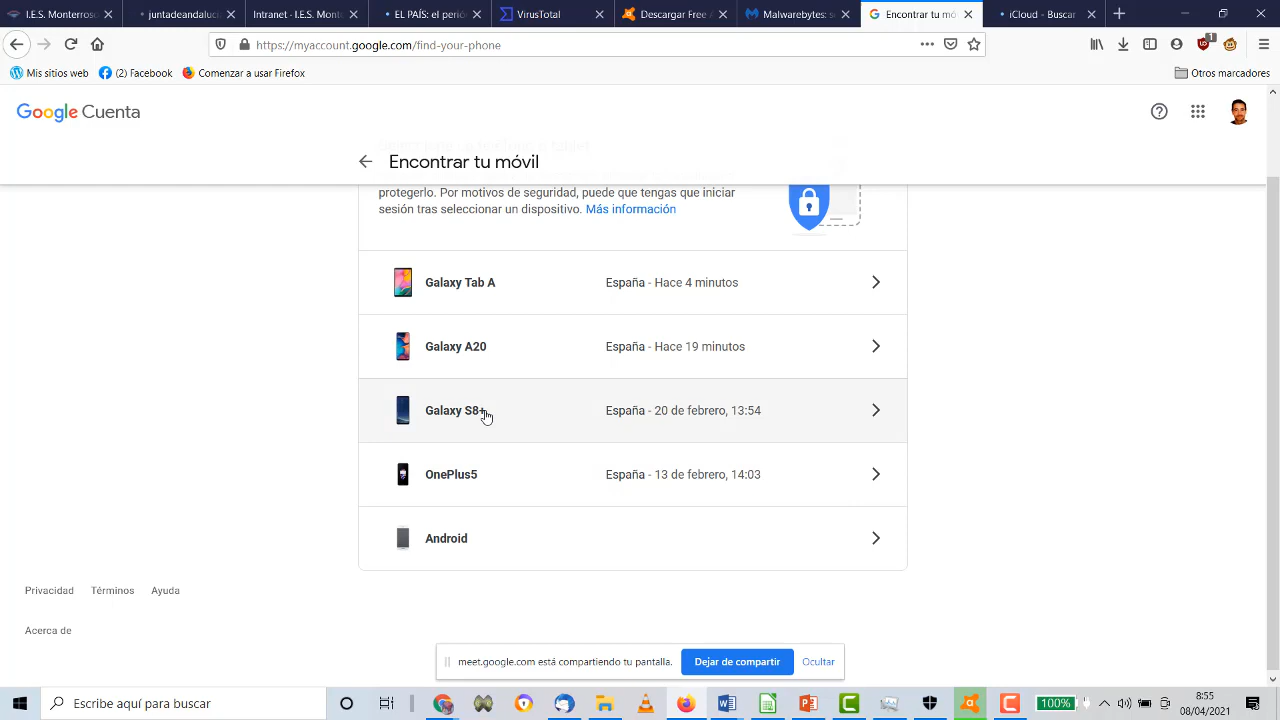 I.E.S. Monterros
Intranet - I.E.S. Monte
EL PAÍS: el perió
VirusTotal
Descargar Free A
Malwarebytes: s
Encontrar tu mó
iCloud - Buscar
https://myaccount.google.com/find-your-phone
1
Mis sitios web
(2) Facebook
Comenzar a usar Firefox
Otros marcadores
Google Cuenta
Encontrar tu móvil
protegerlo. Por motivos de seguridad, puede que tengas que iniciar
sesión tras seleccionar un dispositivo. Más información
Galaxy Tab A España - Hace 4 minutos
Galaxy A20 España - Hace 19 minutos
Galaxy S8+ España - 20 de febrero, 13:54
OnePlus5 España - 13 de febrero, 14:03
Android
Privacidad Términos Ayuda
Acerca de
meet.google.com está compartiendo tu pantalla. Dejar de compartir Ocultar
Escribe aquí para buscar
100%
8:55
08/04/2021